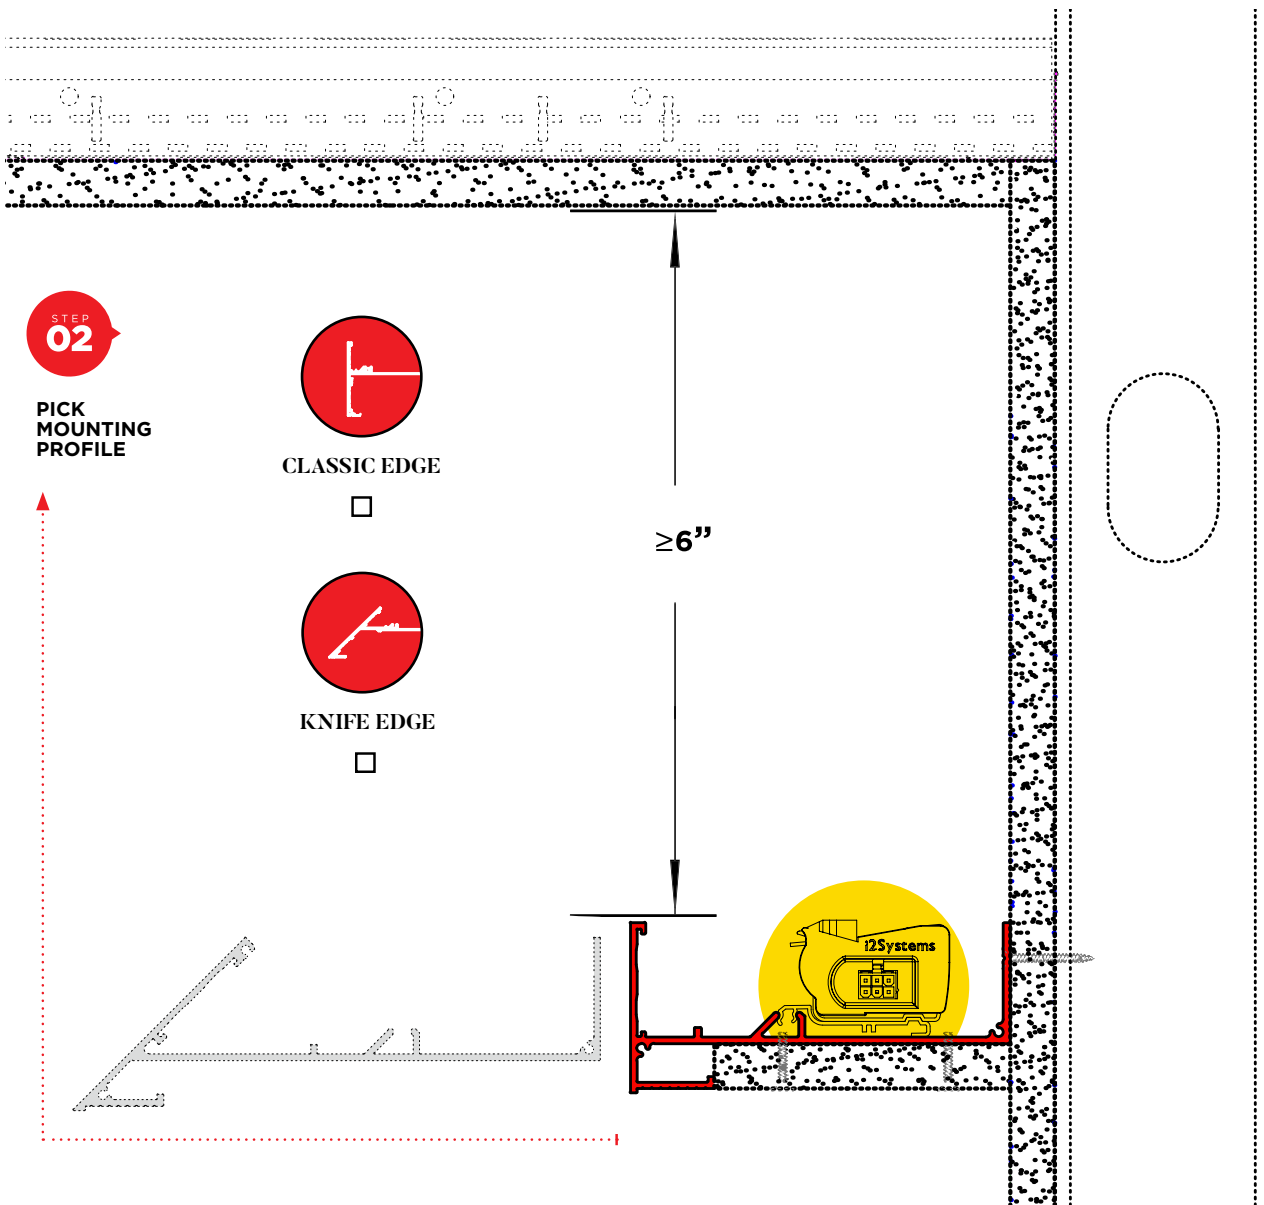 STEP
02
PICK
MOUNTING
PROFILE
CLASSIC EDGE
KNIFE EDGE
≥6”
i2Systems